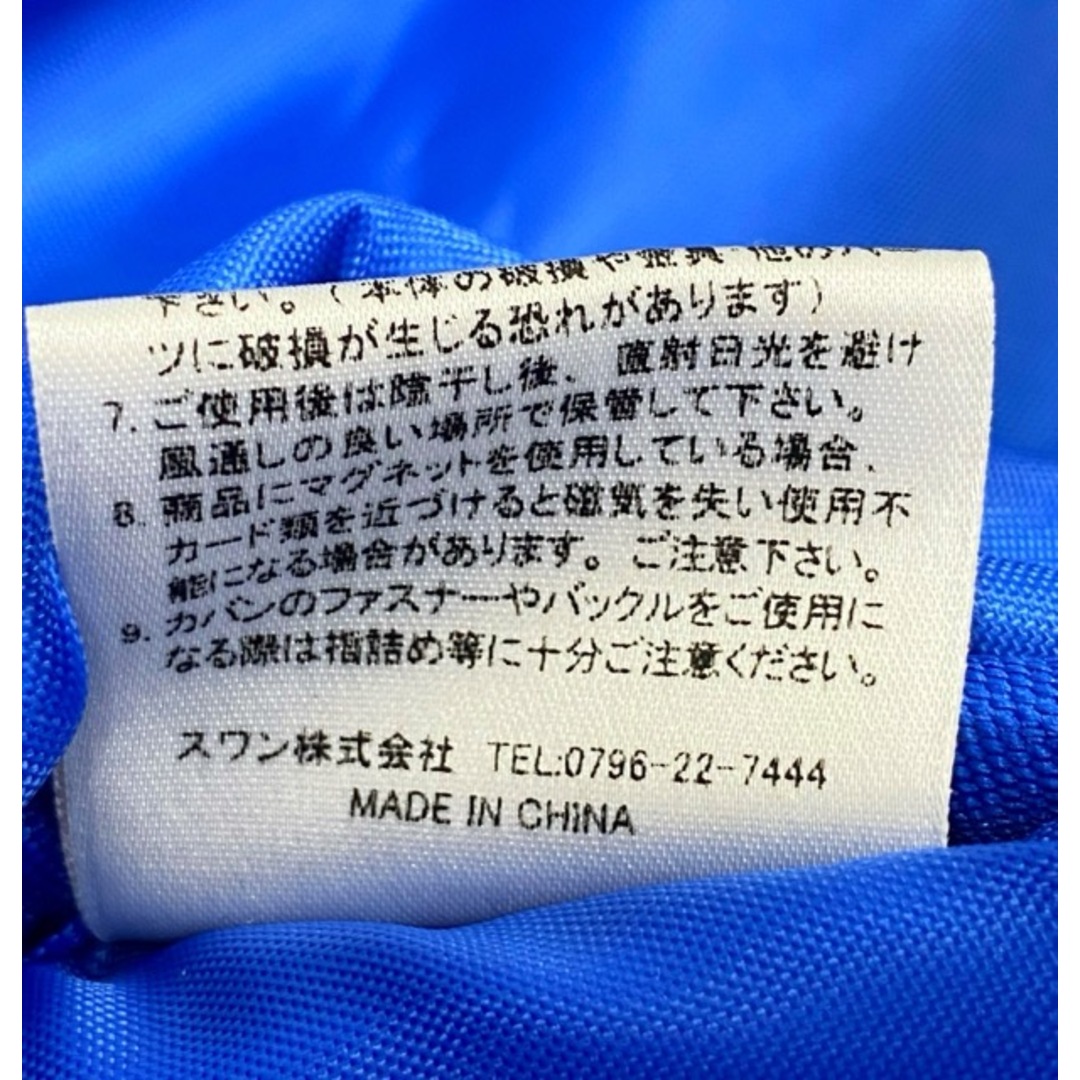 下さい。(本体の破損や金具・他の
ツに破損が生じる恐れがあります)
7. ご使用後は陰干し後、直射日光を避け
風通しの良い場所で保管して下さい。
8. 商品にマグネットを使用している場合、
カード類を近づけると磁気を失い使用不
能になる場合があります。ご注意下さい。
9. カバンのファスナーやバックルをご使用に
なる際は指詰め等に十分ご注意ください。
スワン株式会社 TEL:0796-22-7444
MADE IN CHINA